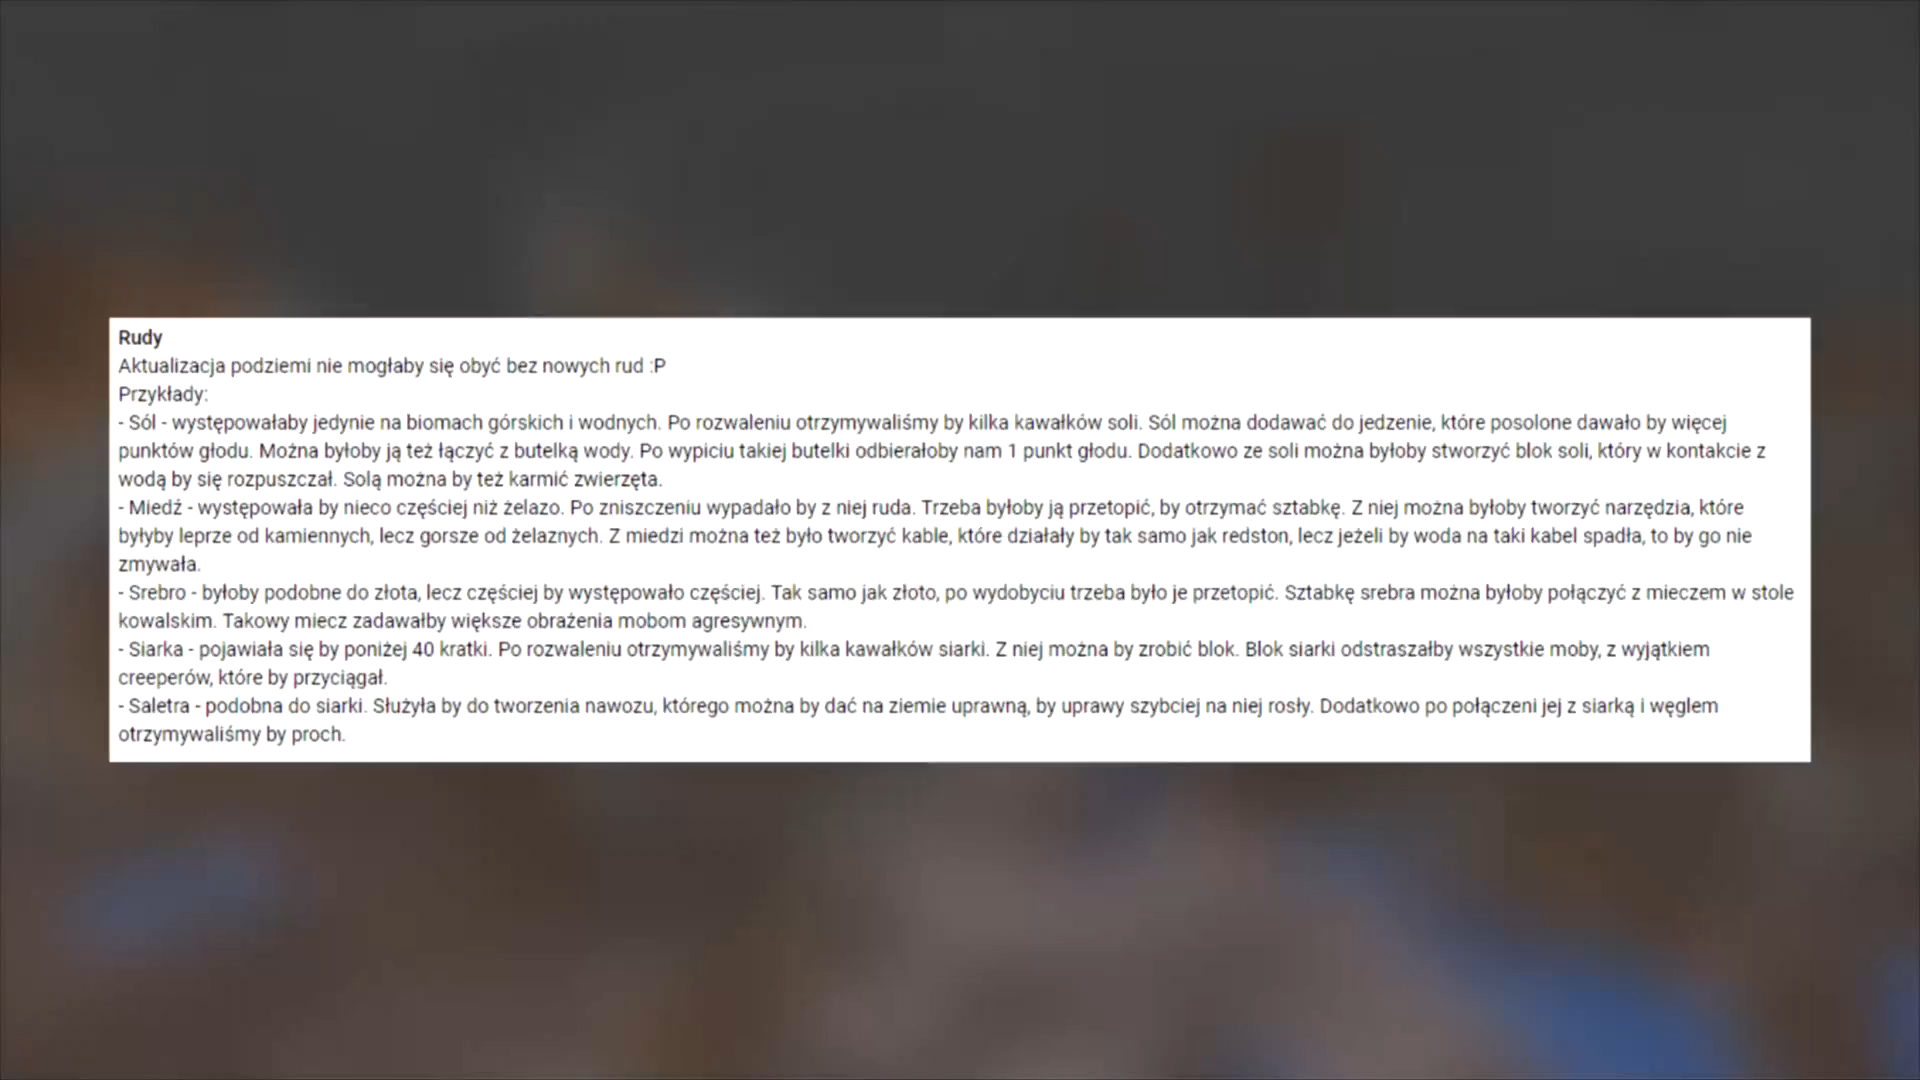 Rudy
Aktualizacja podziemi nie mogłaby się obyć bez nowych rud :P
Przykłady:
- Sól - występowałaby jedynie na biomach górskich i wodnych. Po rozwaleniu otrzymywaliśmy by kilka kawałków soli. Sól można dodawać do jedzenie, które posolone dawało by więcej
punktów głodu. Można byłoby ją też łączyć z butelką wody. Po wypiciu takiej butelki odbierałoby nam 1 punkt głodu. Dodatkowo ze soli można byłoby stworzyć blok soli, który w kontakcie z
wodą by się rozpuszczał. Solą można by też karmić zwierzęta.
- Miedź - występowała by nieco częściej niż żelazo. Po zniszczeniu wypadało by z niej ruda. Trzeba byłoby ją przetopić, by otrzymać sztabkę. Z niej można byłoby tworzyć narzędzia, które
byłyby leprze od kamiennych, lecz gorsze od żelaznych. Z miedzi można też było tworzyć kable, które działały by tak samo jak redston, lecz jeżeli by woda na taki kabel spadła, to by go nie
zmywała.
- Srebro - byłoby podobne do złota, lecz częściej by występowało częściej. Tak samo jak złoto, po wydobyciu trzeba było je przetopić. Sztabkę srebra można byłoby połączyć z mieczem w stole
kowalskim. Takowy miecz zadawałby większe obrażenia mobom agresywnym.
- Siarka - pojawiała się by poniżej 40 kratki. Po rozwaleniu otrzymywaliśmy by kilka kawałków siarki. Z niej można by zrobić blok. Blok siarki odstraszałby wszystkie moby, z wyjątkiem
creeperów, które by przyciągał.
- Saletra - podobna do siarki. Służyła by do tworzenia nawozu, którego można by dać na ziemie uprawną, by uprawy szybciej na niej rosły. Dodatkowo po połączeni jej z siarką i węglem
otrzymywaliśmy by proch.